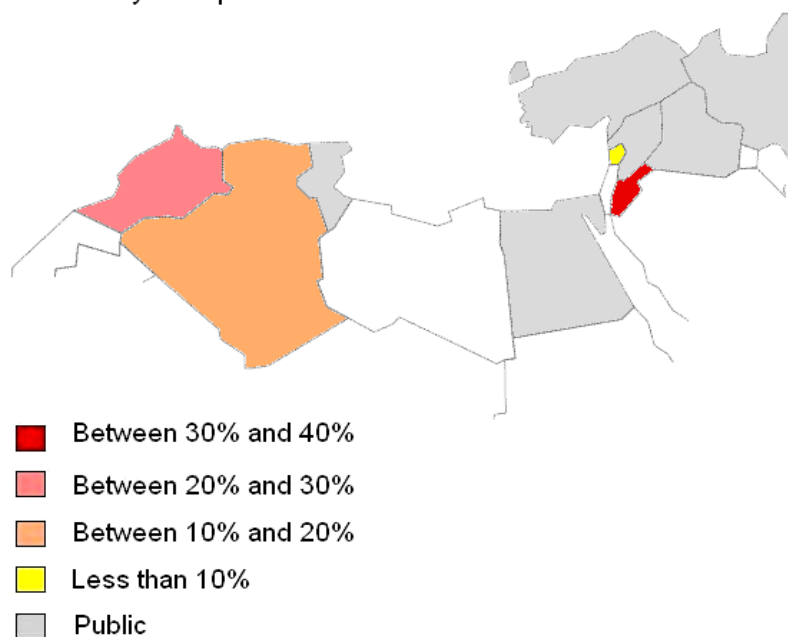 Between 30% and 40%
Between 20% and 30%
Between 10% and 20%
Less than 10%
Public